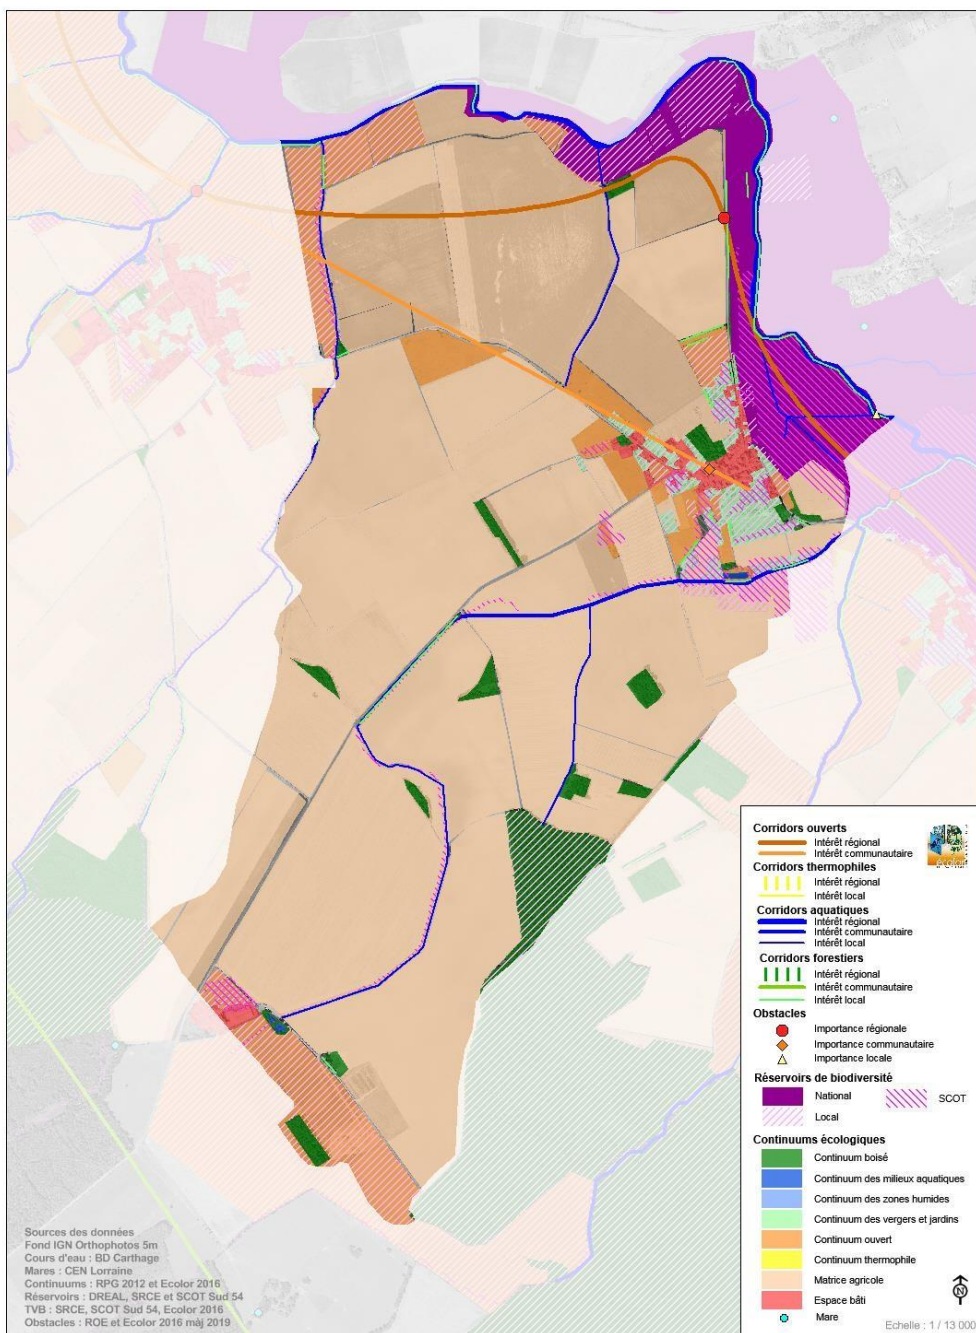 Corridors ouverts
Intérêt régional
Intérêt communautaire
Corridors thermophiles
Intérêt régional
Intérêt local
Corridors aquatiques
Intérêt régional
Intérêt communautaire
Intérêt local
Corridors forestiers
Intérêt régional
Intérêt communautaire
Intérêt local
Obstacles
Importance régionale
Importance communautaire
Importance locale
Réservoirs de biodiversité
National
SCOT
Local
Continuums écologiques
Continuum boisé
Continuum des milieux aquatiques
Continuum des zones humides
Continuum des vergers et jardins
Continuum ouvert
Continuum thermophile
Matrice agricole
Espace bâti
Mare
écolor
N
Echelle : 1 / 13 000
Sources des données
Fond IGN Orthophotos 5m
Cours d'eau : BD Carthage
Mares : CEN Lorraine
Continuums : RPG 2012 et Ecolor 2016
Réservoirs : DREAL, SRCE et SCOT Sud 54
TVB : SRCE, SCOT Sud 54, Ecolor 2016
Obstacles : ROE et Ecolor 2016 màj 2019